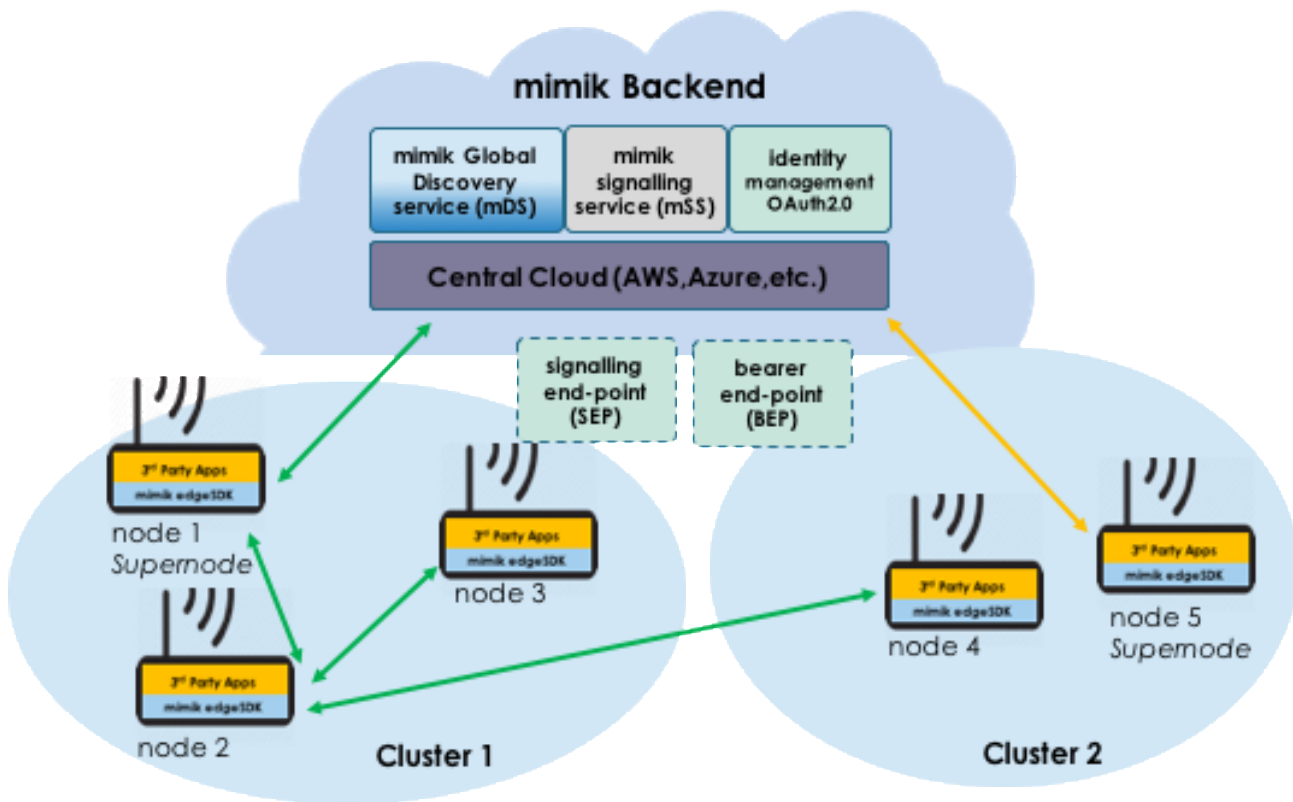 mimik Backend
mimik Global
Discovery
service (mDS)
mimik
signalling
service (mSS)
identity
management
OAuth2.0
Central Cloud (AWS,Azure,etc.)
signalling
end-point
(SEP)
bearer
end-point
(BEP)
3rd Party Apps
mimik edgeSDK
node 1
Supernode
3rd Party Apps
mimik edgeSDK
node 3
3rd Party Apps
mimik edgeSDK
node 2
Cluster 1
3rd Party Apps
mimik edgeSDK
node 4
3rd Party Apps
mimik edgeSDK
node 5
Supernode
Cluster 2